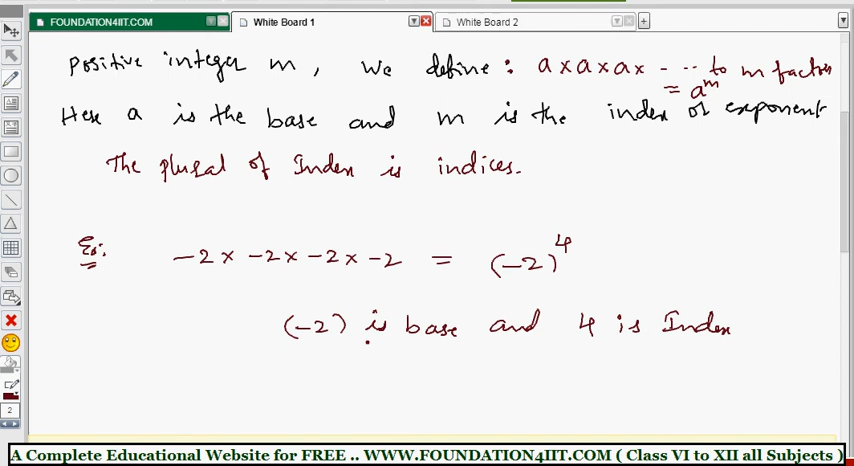 FOUNDATION4IIT.COM White Board 1 White Board 2
Positive integer m, we define: a x a x a x - - - to m factors
= a^m
Here a is the base and m is the index or exponent
The plural of Index is indices.
Ex:
-2 x -2 x -2 x -2 = (-2)^4
(-2) is base and 4 is Index
2
A Complete Educational Website for FREE .. WWW.FOUNDATION4IIT.COM ( Class VI to XII all Subjects )